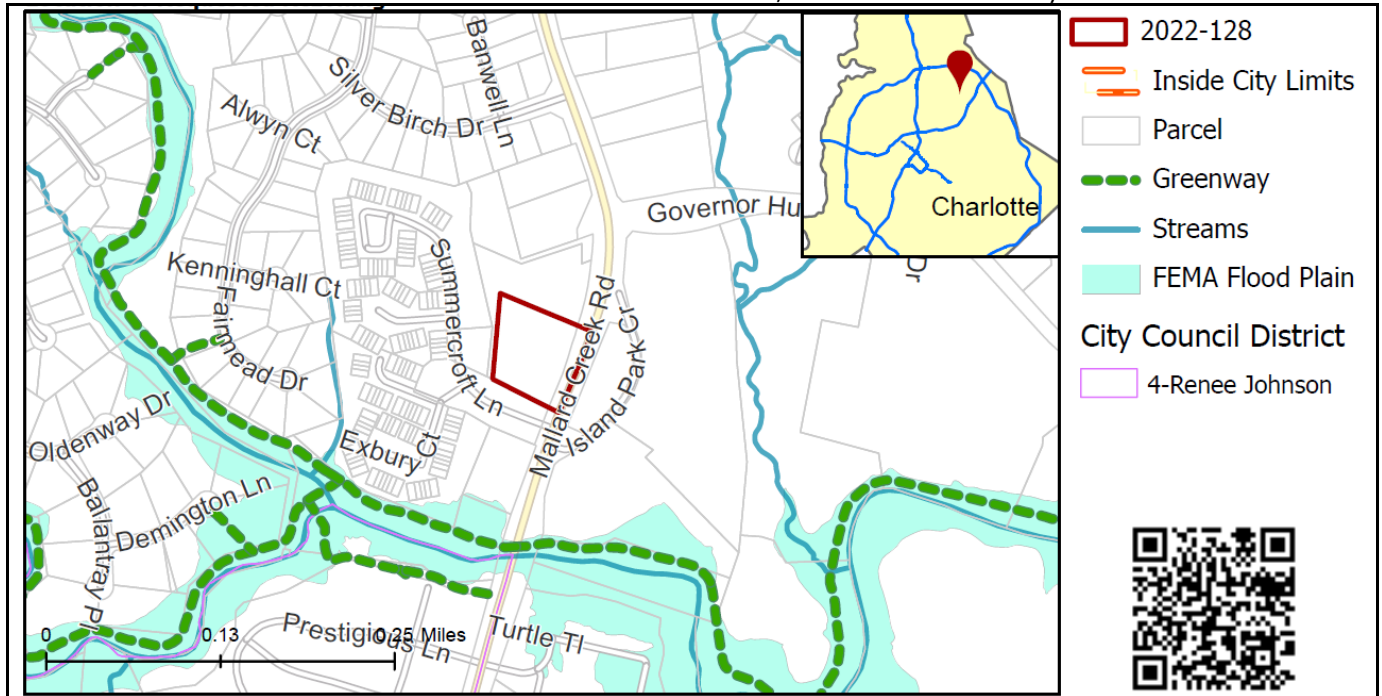 Banwell Ln
Silver Birch Dr
Alwyn Ct
Governor Hu
Dr
Kenninghall Ct
Fairmead Dr
Summercroft Ln
Mallard Creek Rd
Island Park Cr
Oldenway Dr
Exbury Ct
Ballantray Pl
Demington Ln
Prestigious Ln
Turtle Tl
0 0.13 0.25 Miles
Charlotte
2022-128
Inside City Limits
Parcel
Greenway
Streams
FEMA Flood Plain
City Council District
4-Renee Johnson